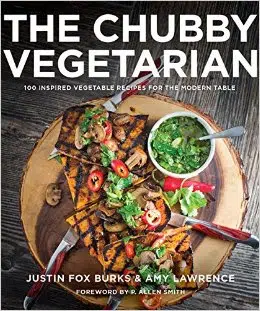 THE CHUBBY
VEGETARIAN
100 INSPIRED VEGETABLE RECIPES FOR THE MODERN TABLE
JUSTIN FOX BURKS & AMY LAWRENCE
FOREWORD BY P. ALLEN SMITH